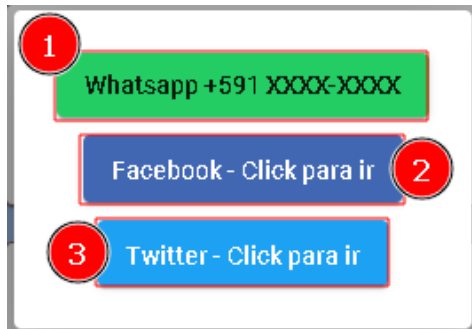 1
Whatsapp +591 XXXX-XXXX
Facebook - Click para ir
2
3
Twitter - Click para ir